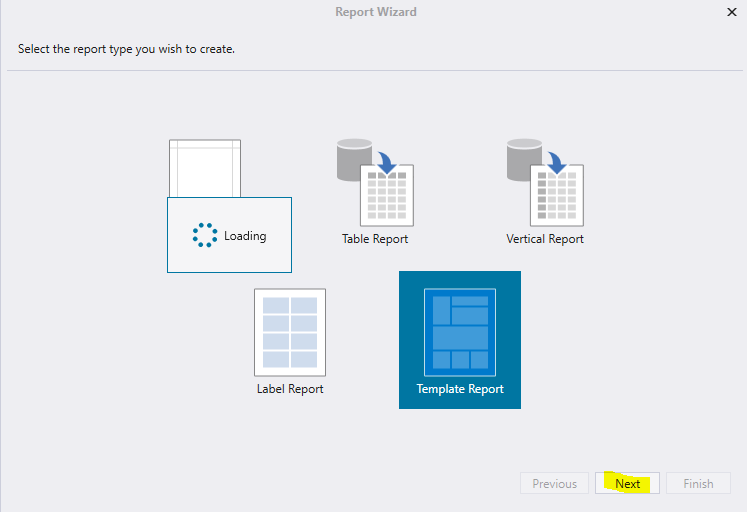 Report Wizard
Select the report type you wish to create.
Loading
Table Report
Vertical Report
Label Report
Template Report
Previous
Next
Finish